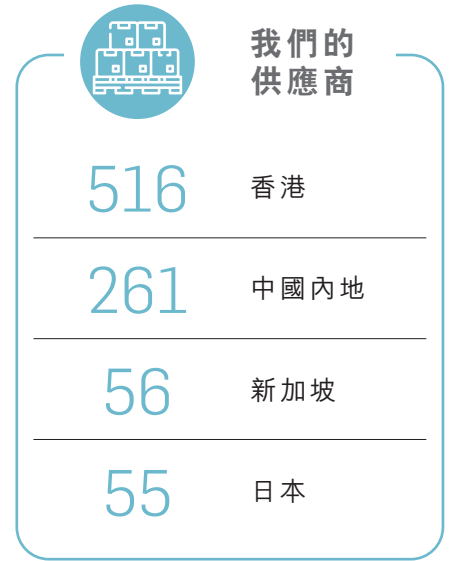 我們的
供應商
516 香港
261 中國內地
56 新加坡
55 日本